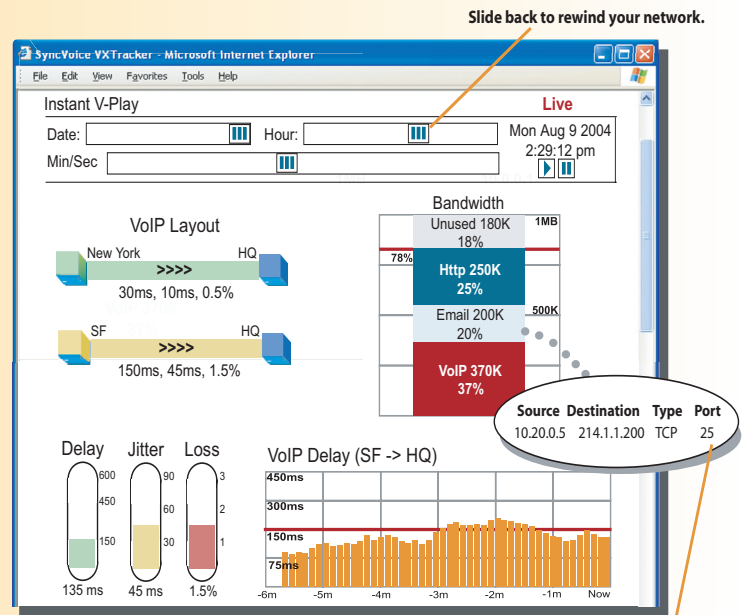 Slide back to rewind your network.
SyncVoice VXTracker - Microsoft Internet Explorer
File Edit View Favorites Tools Help
Instant V-Play
Live
Date:
Hour:
Mon Aug 9 2004
2:29:12 pm
Min/Sec
VoIP Layout
New York HQ
>>>>
30ms, 10ms, 0.5%
SF HQ
>>>>
150ms, 45ms, 1.5%
Bandwidth
Unused 180K
18%
1MB
78%
Http 250K
25%
Email 200K
20%
500K
VoIP 370K
37%
Source Destination Type Port
10.20.0.5 214.1.1.200 TCP 25
Delay Jitter Loss
600 90 3
450 60 2
150 30 1
135 ms 45 ms 1.5%
VoIP Delay (SF -> HQ)
450ms
300ms
150ms
75ms
-6m -5m -4m -3m -2m -1m Now